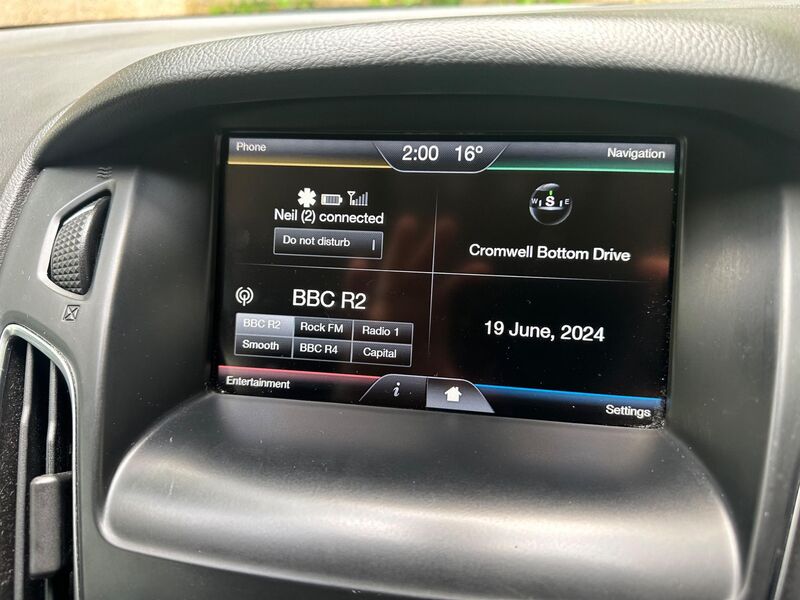 Phone
2:00 16°
Navigation
Neil (2) connected
Do not disturb
W S E
Cromwell Bottom Drive
BBC R2
BBC R2 Rock FM Radio 1
Smooth BBC R4 Capital
19 June, 2024
Entertainment
i
Settings